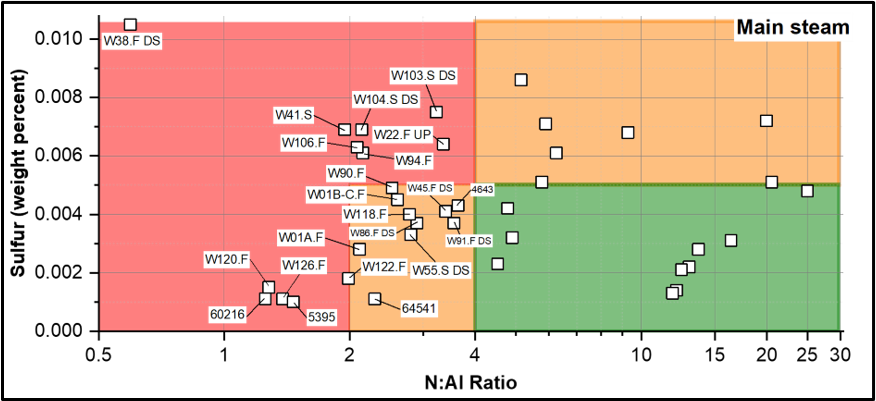 Main steam
Sulfur (weight percent)
0.010
0.008
0.006
0.004
0.002
0.000
W38.F DS
W103.S DS
W104.S DS
W41.S
W22.F UP
W106.F
W94.F
W90.F
W45.F DS
4643
W01B-C.F
W118.F
W86.F DS
W91.F DS
W01A.F
W55.S DS
W120.F
W126.F
W122.F
60216
5395
64541
0.5 1 2 4 10 15 20 25 30
N:Al Ratio